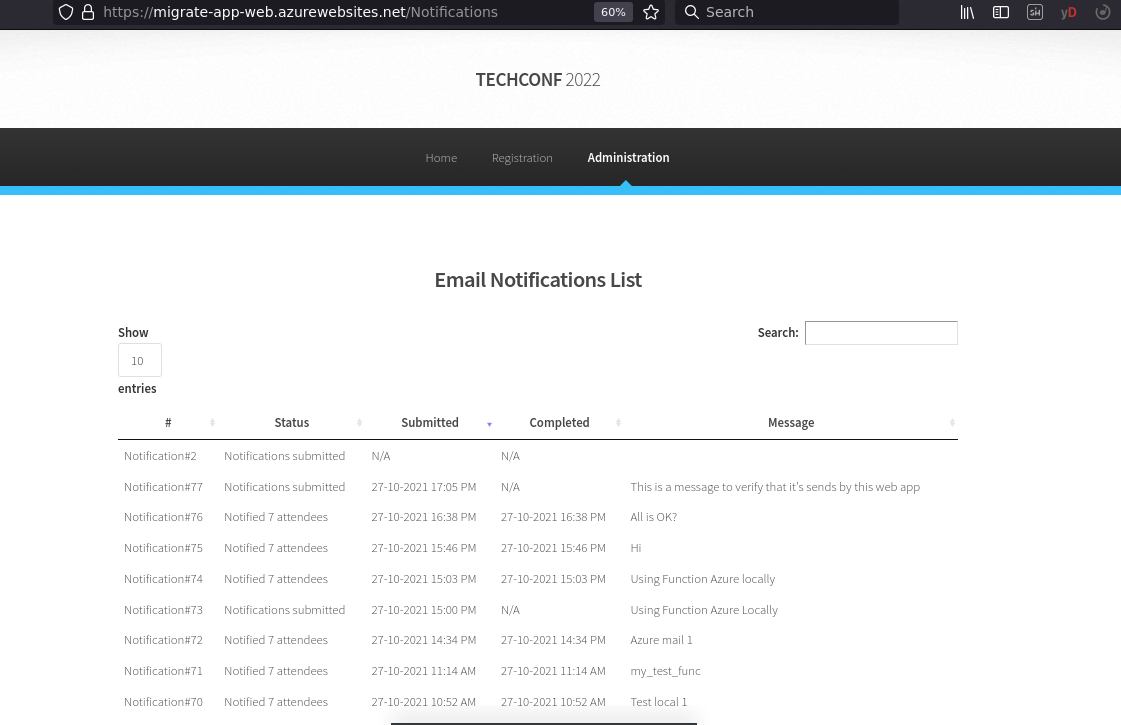 https://migrate-app-web.azurewebsites.net/Notifications 60% Search yD
TECHCONF 2022
Home Registration Administration
Email Notifications List
Show Search:
10
entries
# Status Submitted Completed Message
Notification#2 Notifications submitted N/A N/A
Notification#77 Notifications submitted 27-10-2021 17:05 PM N/A This is a message to verify that it's sends by this web app
Notification#76 Notified 7 attendees 27-10-2021 16:38 PM 27-10-2021 16:38 PM All is OK?
Notification#75 Notified 7 attendees 27-10-2021 15:46 PM 27-10-2021 15:46 PM Hi
Notification#74 Notified 7 attendees 27-10-2021 15:03 PM 27-10-2021 15:03 PM Using Function Azure locally
Notification#73 Notifications submitted 27-10-2021 15:00 PM N/A Using Function Azure Locally
Notification#72 Notified 7 attendees 27-10-2021 14:34 PM 27-10-2021 14:34 PM Azure mail 1
Notification#71 Notified 7 attendees 27-10-2021 11:14 AM 27-10-2021 11:14 AM my_test_func
Notification#70 Notified 7 attendees 27-10-2021 10:52 AM 27-10-2021 10:52 AM Test local 1